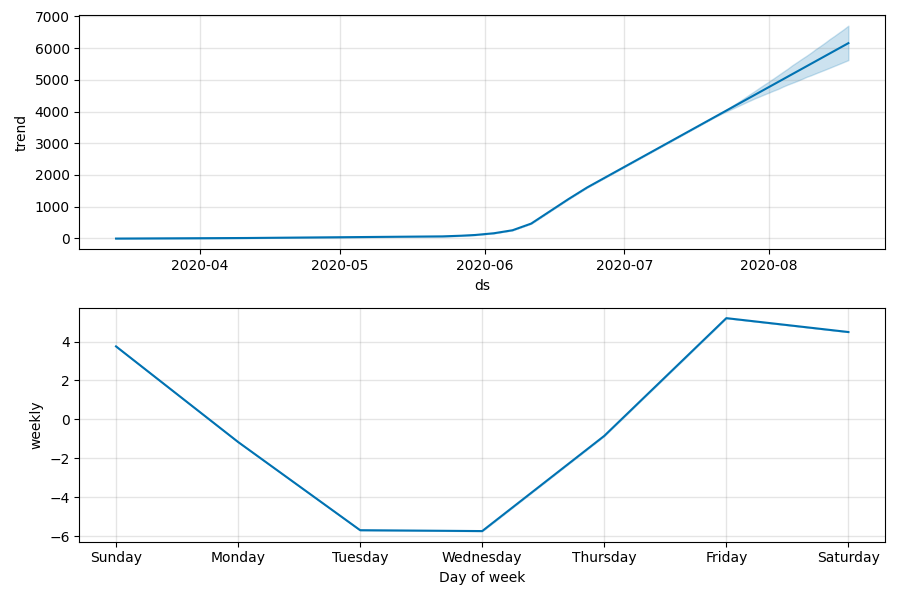 7000
6000
5000
4000
3000
2000
1000
0
trend
2020-04 2020-05 2020-06 2020-07 2020-08
ds
4
2
0
−2
−4
−6
weekly
Sunday Monday Tuesday Wednesday Thursday Friday Saturday
Day of week